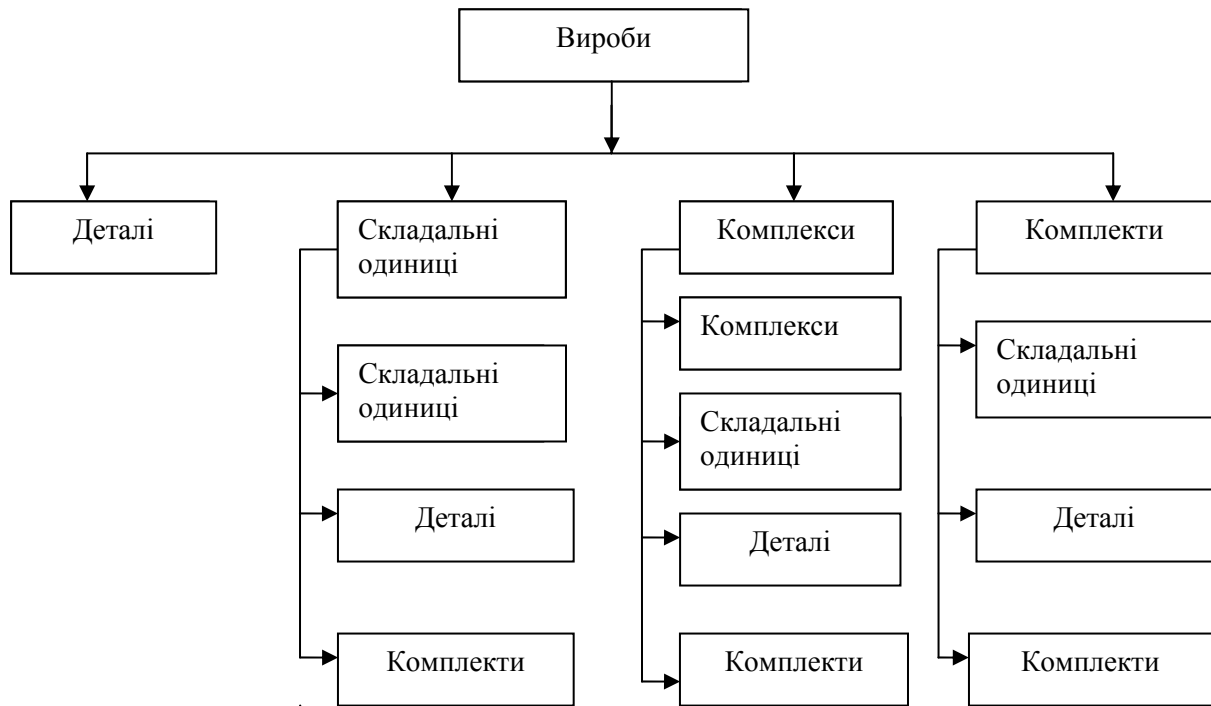 Вироби
Деталі
Складальні
одиниці
Комплекси
Комплекти
Складальні
одиниці
Деталі
Комплекти
Комплекси
Складальні
одиниці
Деталі
Комплекти
Складальні
одиниці
Деталі
Комплекти